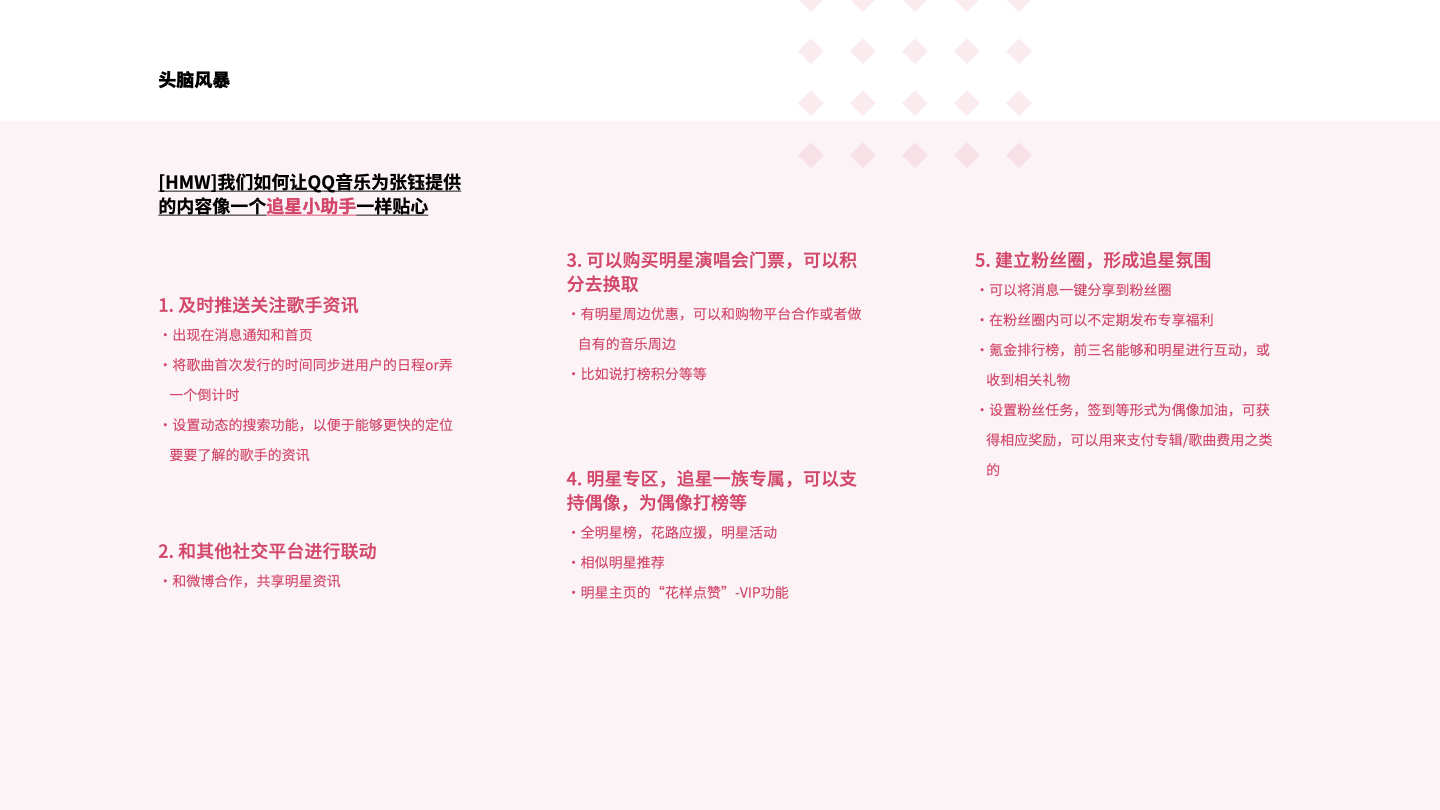 头脑风暴
[HMW]我们如何让QQ音乐为张钰提供
的内容像一个追星小助手一样贴心
1. 及时推送关注歌手资讯
・出现在消息通知和首页
・将歌曲首次发行的时间同步进用户的日程or弄
一个倒计时
・设置动态的搜索功能，以便于能够更快的定位
要要了解的歌手的资讯
2. 和其他社交平台进行联动
・和微博合作，共享明星资讯
3. 可以购买明星演唱会门票，可以积
分去换取
・有明星周边优惠，可以和购物平台合作或者做
自有的音乐周边
・比如说打榜积分等等
4. 明星专区，追星一族专属，可以支
持偶像，为偶像打榜等
・全明星榜，花路应援，明星活动
・相似明星推荐
・明星主页的“花样点赞”-VIP功能
5. 建立粉丝圈，形成追星氛围
・可以将消息一键分享到粉丝圈
・在粉丝圈内可以不定期发布专享福利
・氪金排行榜，前三名能够和明星进行互动，或
收到相关礼物
・设置粉丝任务，签到等形式为偶像加油，可获
得相应奖励，可以用来支付专辑/歌曲费用之类
的